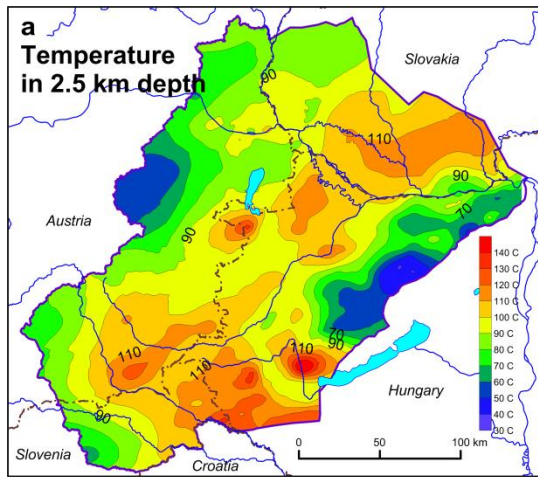 a
Temperature
in 2.5 km depth
Slovakia
90
110
90
70
Austria
90
140 C
130 C
120 C
110 C
100 C
90 C
80 C
70 C
60 C
50 C
40 C
30 C
70
90
110
110
110
90
Hungary
0 50 100 km
Slovenia
Croatia